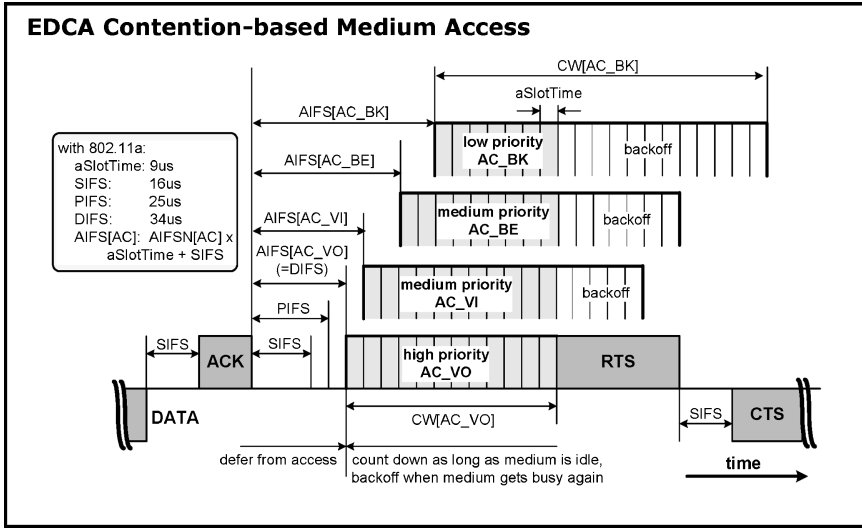 EDCA Contention-based Medium Access
CW[AC_BK]
aSlotTime
AIFS[AC_BK]
low priority
AC_BK
backoff
with 802.11a:
aSlotTime: 9us
SIFS: 16us
PIFS: 25us
DIFS: 34us
AIFS[AC]: AIFSN[AC] x
aSlotTime + SIFS
AIFS[AC_BE]
medium priority
AC_BE
backoff
AIFS[AC_VI]
AIFS[AC_VO]
(=DIFS)
medium priority
AC_VI
backoff
PIFS
SIFS
ACK
SIFS
high priority
AC_VO
RTS
DATA
CW[AC_VO]
SIFS
CTS
defer from access
count down as long as medium is idle,
backoff when medium gets busy again
time